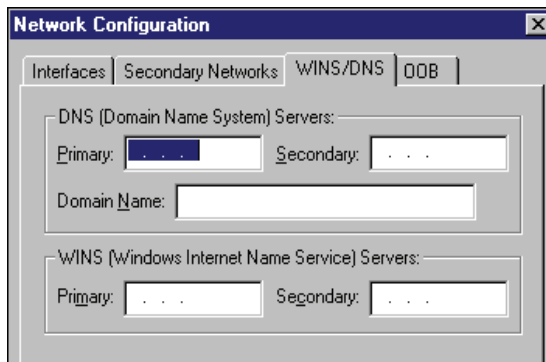 Network Configuration
Interfaces Secondary Networks WINS/DNS OOB
DNS (Domain Name System) Servers:
Primary: . . . Secondary: . . .
Domain Name:
WINS (Windows Internet Name Service) Servers:
Primary: . . . Secondary: . . .